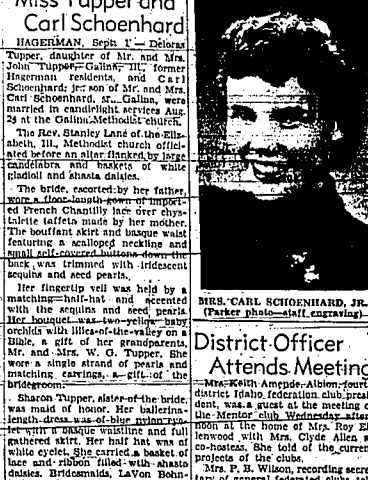 Miss Tupper and
Carl Schoenhard
HAGERMAN, Sept. 1 — Deloras
Tupper, daughter of Mr. and Mrs.
John Tupper, Galina, Ill., former
Hagerman residents, and Carl
Schoenhard, jr., son of Mr. and Mrs.
Carl Schoenhard, sr., Galina, were
married in candlelight services Aug.
24 at the Galina Methodist church.
The Rev. Stanley Lane of the Eliz-
abeth, Ill., Methodist church offici-
ated before an altar flanked by large
candelabra and baskets of white
gladioli and shasta daisies.
The bride, escorted by her father,
wore a floor-length gown of import-
ed French Chantilly lace over chys-
talette taffeta made by her mother.
The bouffant skirt and basque waist
featuring a scalloped neckline and
small self-covered buttons down the
back was trimmed with iridescent
sequins and seed pearls.
Her fingertip veil was held by a
matching half-hat and accented
with the sequins and seed pearls.
Her bouquet was two yellow baby
orchids with lilies-of-the-valley on a
Bible, a gift of her grandparents,
Mr. and Mrs. W. G. Tupper. She
wore a single strand of pearls and
matching earrings, a gift of the
bridegroom.
Sharon Tupper, sister of the bride,
was maid of honor. Her ballerina-
length dress was of blue nylon
let with a basque waistline and full
gathered skirt. Her half hat was of
white eyelet. She carried a basket of
lace and ribbon filled with shasta
daisies. Bridesmaids, LaVon Bohn-
MRS. CARL SCHOENHARD, JR.
(Parker photo—staff engraving)
District Officer
Attends Meeting
Mrs. Keith Amende, Albion, fourt
district Idaho federation club presi
dent, was a guest at the meeting o
the Mentor club Wednesday after
noon at the home of Mrs. Roy El
lenwood with Mrs. Clyde Allen a
co-hostess. She told of the current
projects of the clubs.
Mrs. P. B. Wilson, recording secre
tary of general federated clubs